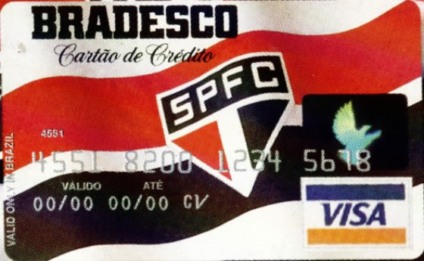 BRADESCO
Cartão de Crédito
SPFC
4551
4551 8200 1234 5678
VÁLIDO ATÉ
00/00 00/00 CV
VISA
VALID ONLY IN BRAZIL